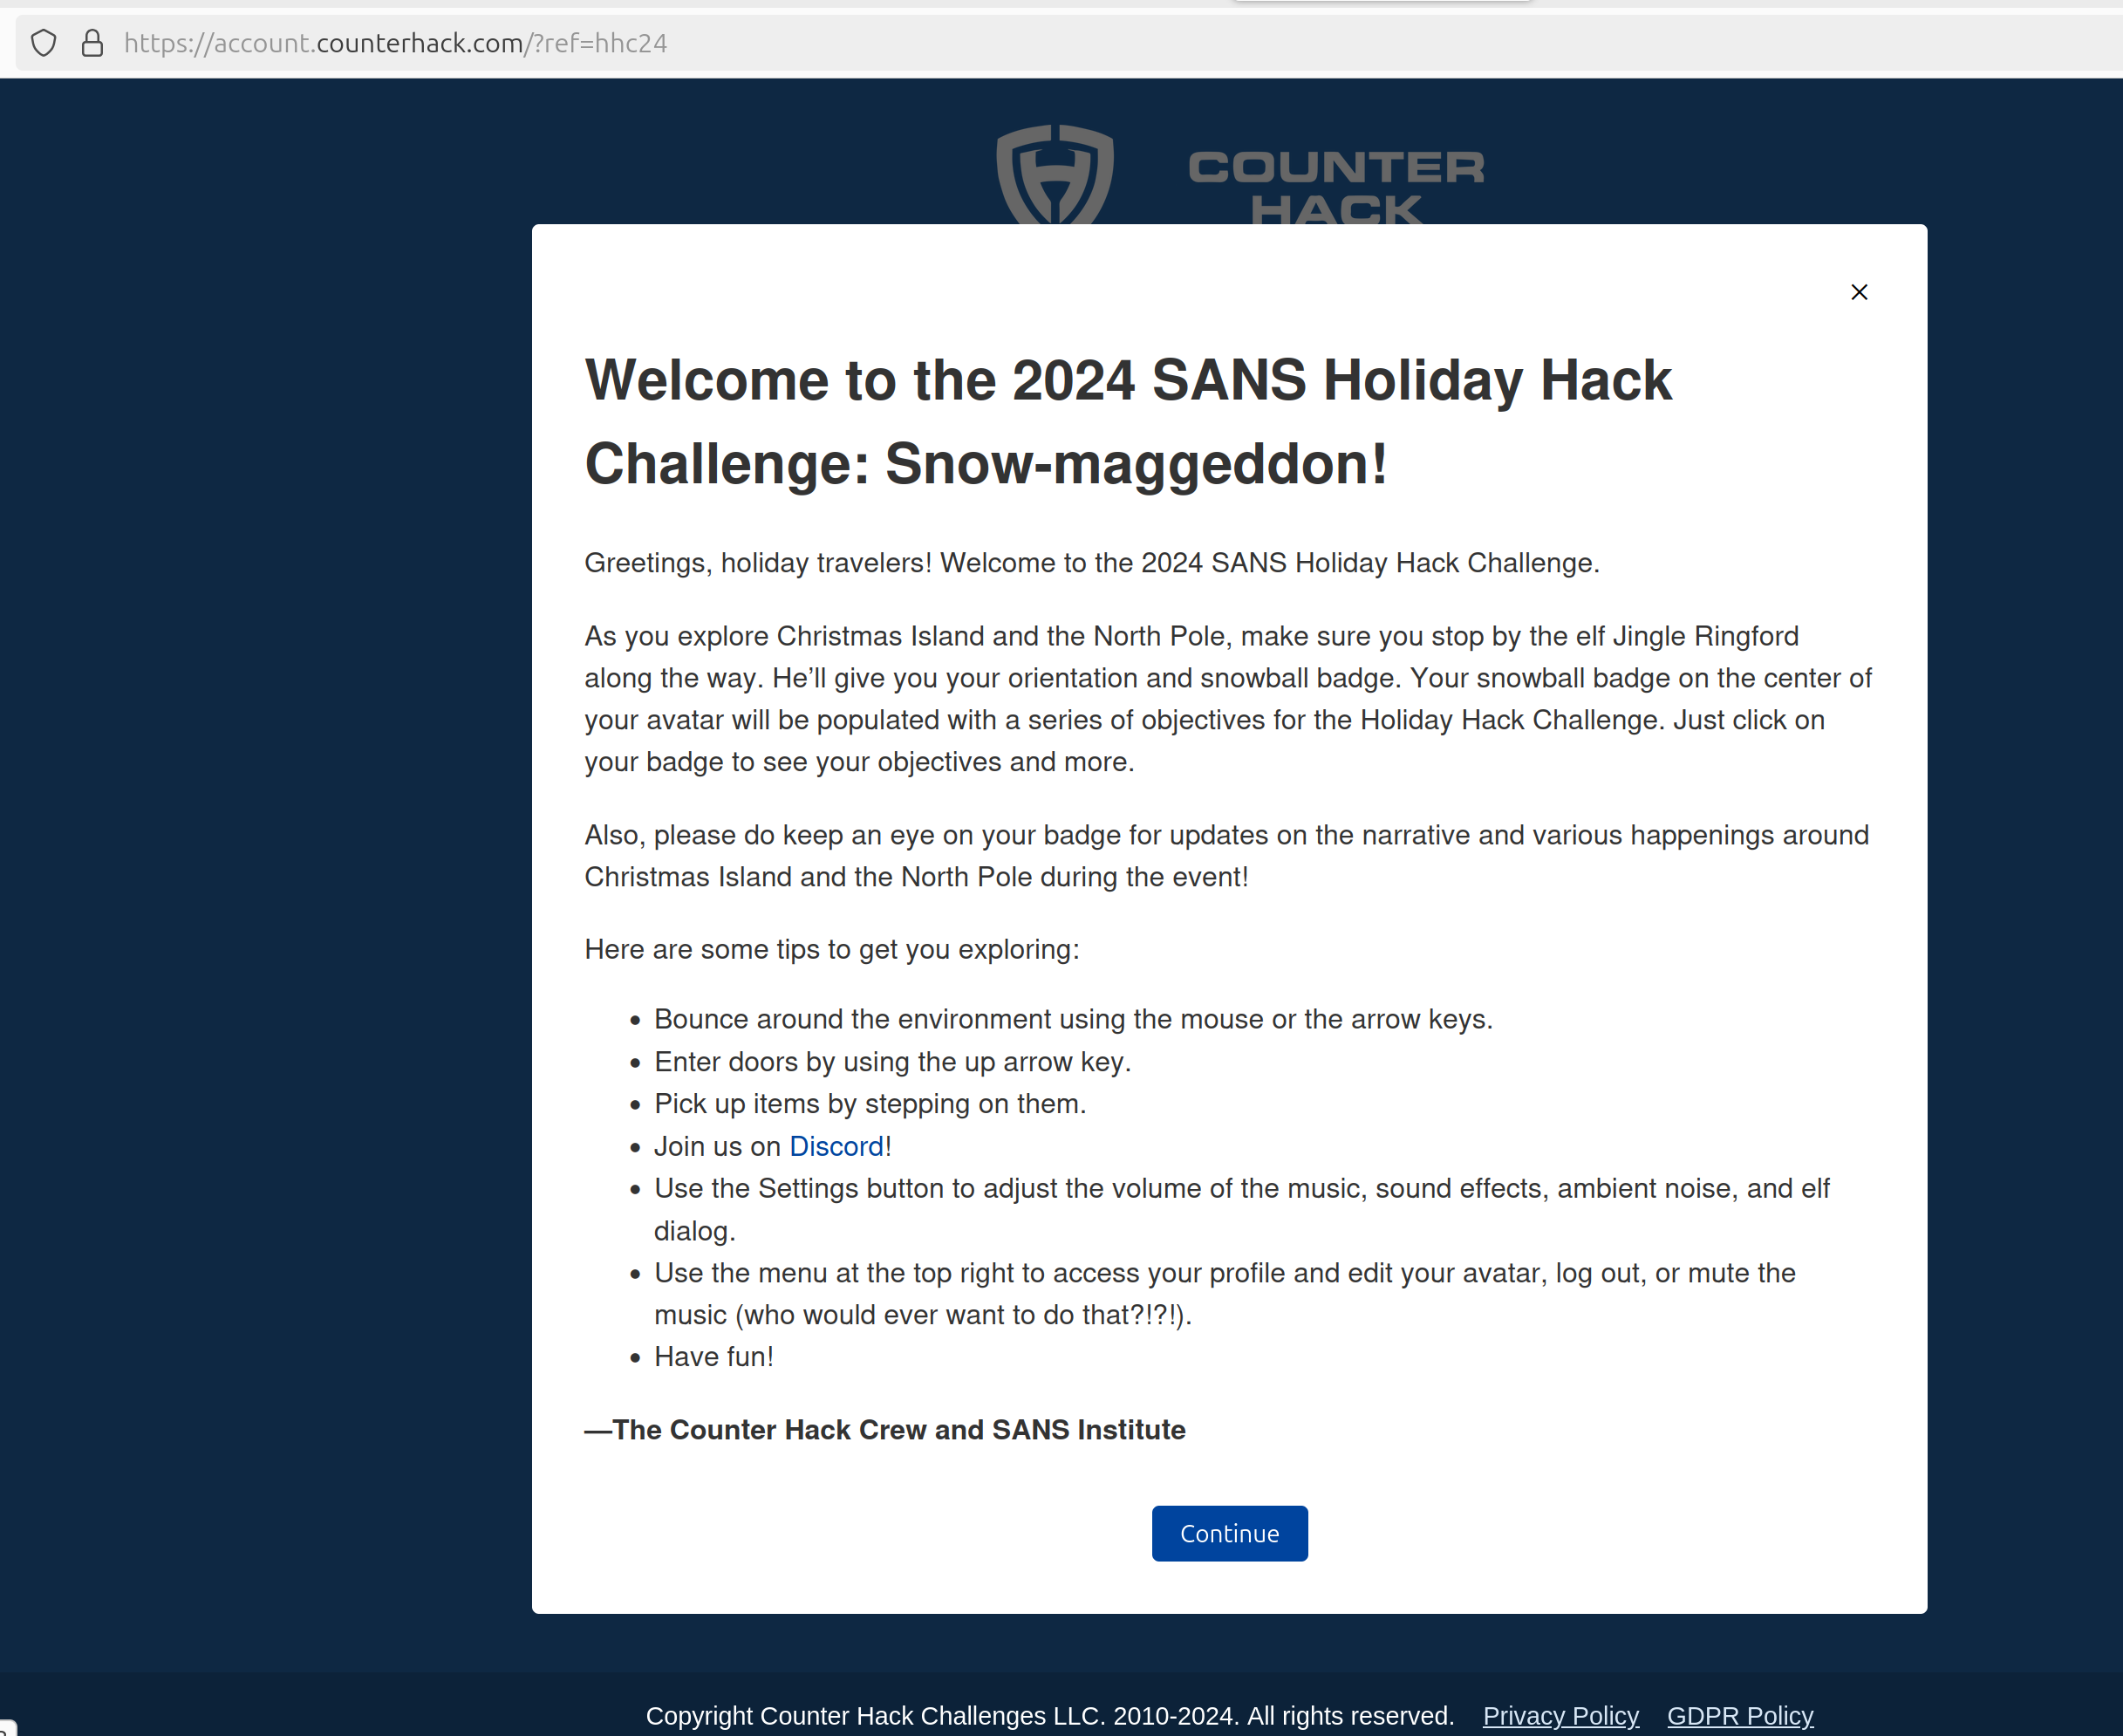 https://account.counterhack.com/?ref=hhc24
COUNTER
HACK
Welcome to the 2024 SANS Holiday Hack
Challenge: Snow-maggeddon!
Greetings, holiday travelers! Welcome to the 2024 SANS Holiday Hack Challenge.
As you explore Christmas Island and the North Pole, make sure you stop by the elf Jingle Ringford
along the way. He’ll give you your orientation and snowball badge. Your snowball badge on the center of
your avatar will be populated with a series of objectives for the Holiday Hack Challenge. Just click on
your badge to see your objectives and more.
Also, please do keep an eye on your badge for updates on the narrative and various happenings around
Christmas Island and the North Pole during the event!
Here are some tips to get you exploring:
• Bounce around the environment using the mouse or the arrow keys.
• Enter doors by using the up arrow key.
• Pick up items by stepping on them.
• Join us on Discord!
• Use the Settings button to adjust the volume of the music, sound effects, ambient noise, and elf
dialog.
• Use the menu at the top right to access your profile and edit your avatar, log out, or mute the
music (who would ever want to do that?!?!).
• Have fun!
—The Counter Hack Crew and SANS Institute
Continue
Copyright Counter Hack Challenges LLC. 2010-2024. All rights reserved. Privacy Policy GDPR Policy